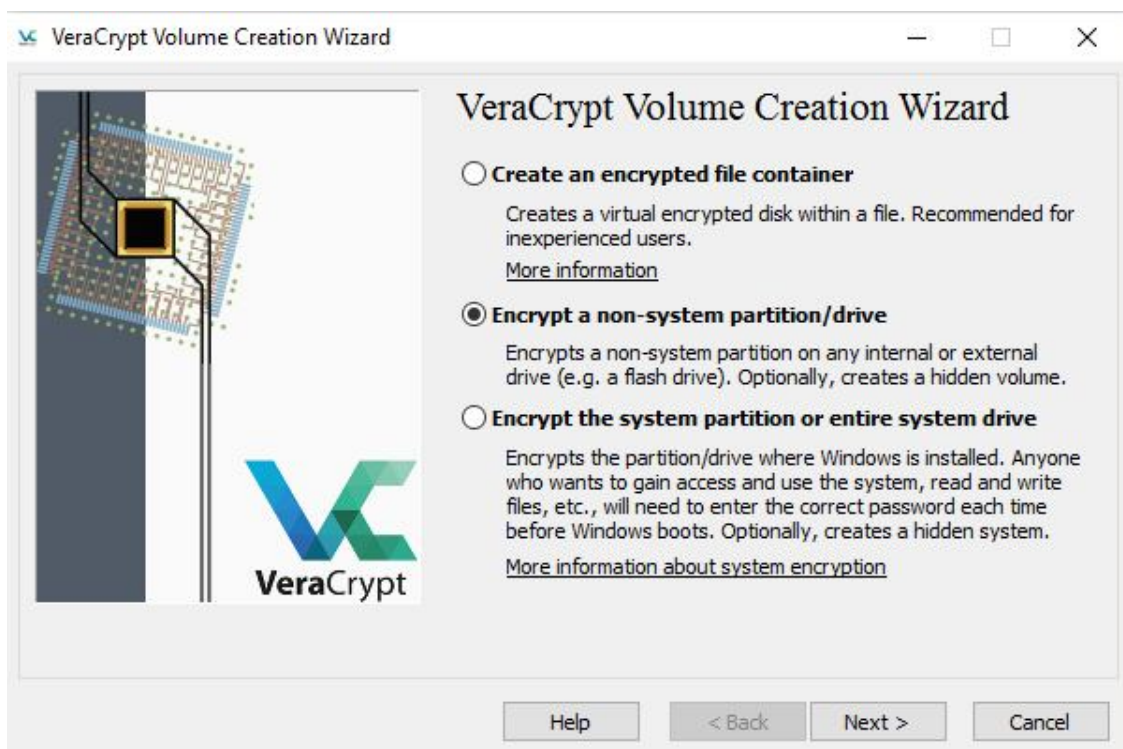 VeraCrypt Volume Creation Wizard
VeraCrypt Volume Creation Wizard
Create an encrypted file container
Creates a virtual encrypted disk within a file. Recommended for
inexperienced users.
More information
Encrypt a non-system partition/drive
Encrypts a non-system partition on any internal or external
drive (e.g. a flash drive). Optionally, creates a hidden volume.
Encrypt the system partition or entire system drive
Encrypts the partition/drive where Windows is installed. Anyone
who wants to gain access and use the system, read and write
files, etc., will need to enter the correct password each time
before Windows boots. Optionally, creates a hidden system.
More information about system encryption
VeraCrypt
Help
< Back
Next >
Cancel